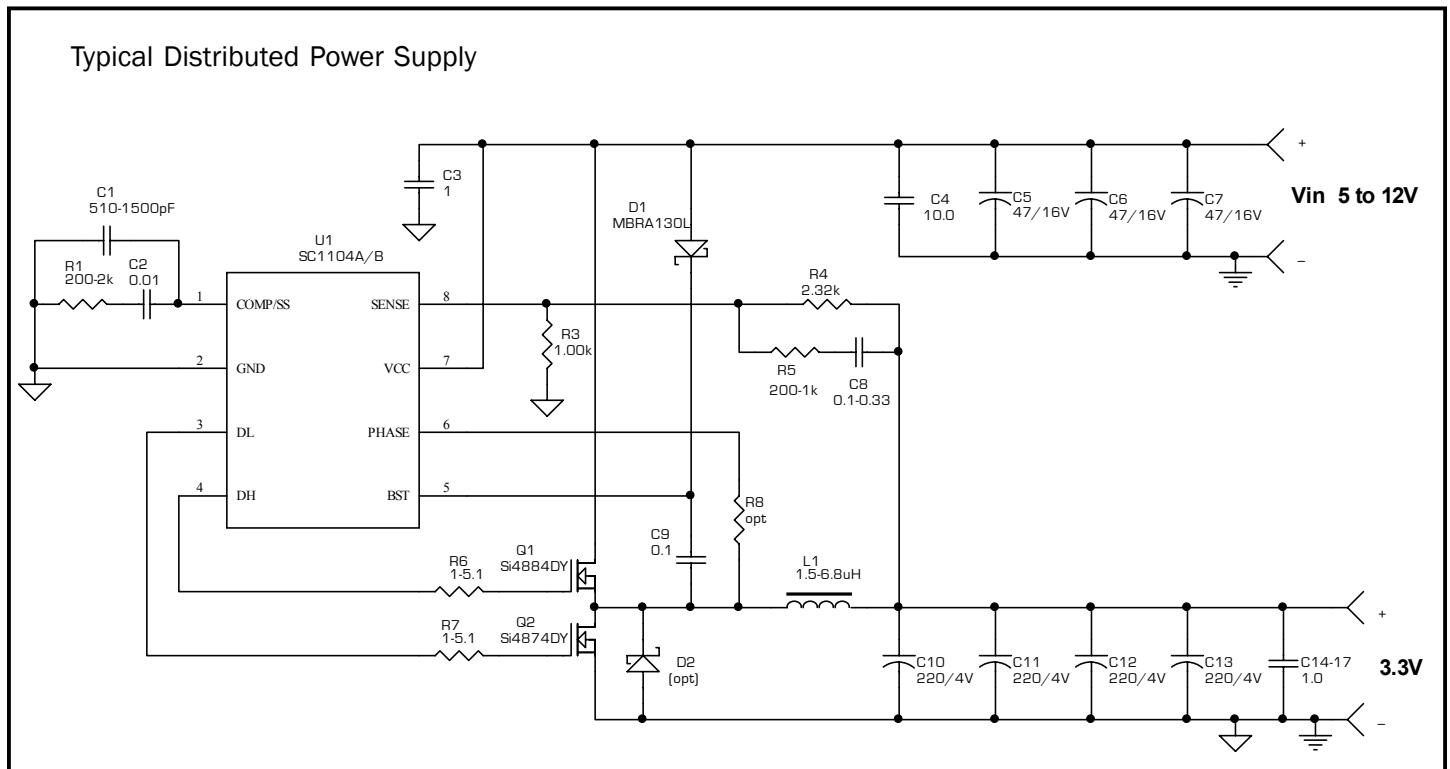 Typical Distributed Power Supply
C1
510-1500pF
R1
200-2k
C2
0.01
U1
SC1104A/B
1
COMP/SS
SENSE
8
2
GND
VCC
7
3
DL
PHASE
6
4
DH
BST
5
C3
1
D1
MBRA130L
C4
10.0
C5
47/16V
C6
47/16V
C7
47/16V
+
Vin 5 to 12V
–
R3
1.00k
R4
2.32k
R5
200-1k
C8
0.1-0.33
R8
opt
C9
0.1
R6
1-5.1
Q1
Si4884DY
R7
1-5.1
Q2
Si4874DY
D2
(opt)
L1
1.5-6.8uH
C10
220/4V
C11
220/4V
C12
220/4V
C13
220/4V
C14-17
1.0
+
3.3V
–